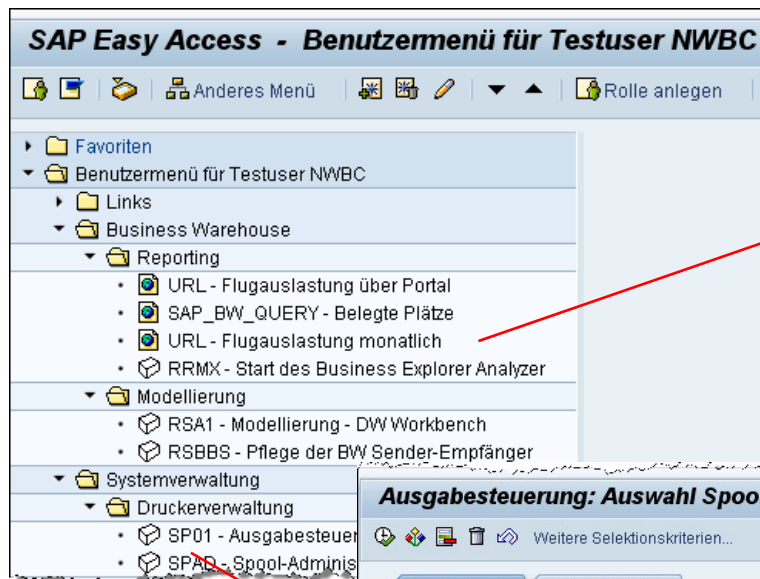 SAP Easy Access - Benutzermenü für Testuser NWBC
Anderes Menü Rolle anlegen
Favoriten
Benutzermenü für Testuser NWBC
Links
Business Warehouse
Reporting
URL - Flugauslastung über Portal
SAP_BW_QUERY - Belegte Plätze
URL - Flugauslastung monatlich
RRMX - Start des Business Explorer Analyzer
Modellierung
RSA1 - Modellierung - DW Workbench
RSBBS - Pflege der BW Sender-Empfänger
Systemverwaltung
Druckerverwaltung
SP01 - Ausgabesteuer
SPAD - Spool-Adminis
Ausgabesteuerung: Auswahl Spoo
Weitere Selektionskriterien...